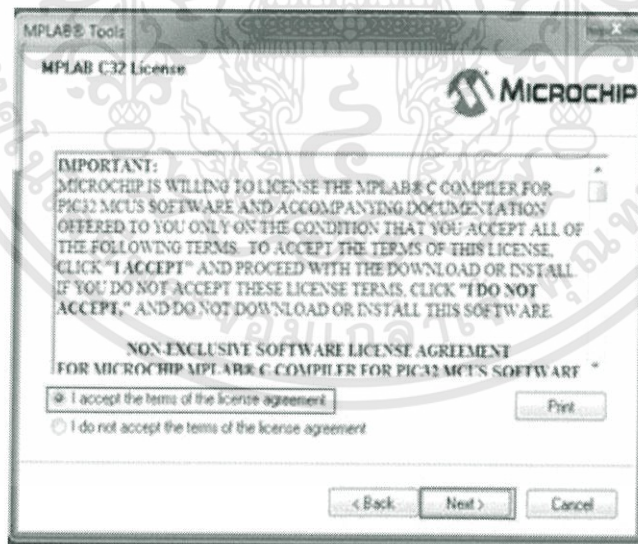 MPLAB® Tools
MPLAB C32 License
MICROCHIP
IMPORTANT:
MICROCHIP IS WILLING TO LICENSE THE MPLAB® C COMPILER FOR
PIC32 MCUS SOFTWARE AND ACCOMPANYING DOCUMENTATION
OFFERED TO YOU ONLY ON THE CONDITION THAT YOU ACCEPT ALL OF
THE FOLLOWING TERMS. TO ACCEPT THE TERMS OF THIS LICENSE,
CLICK "I ACCEPT" AND PROCEED WITH THE DOWNLOAD OR INSTALL.
IF YOU DO NOT ACCEPT THESE LICENSE TERMS, CLICK "I DO NOT
ACCEPT," AND DO NOT DOWNLOAD OR INSTALL THIS SOFTWARE.
NON-EXCLUSIVE SOFTWARE LICENSE AGREEMENT
FOR MICROCHIP MPLAB® C COMPILER FOR PIC32 MCUS SOFTWARE
I accept the terms of the license agreement
Print
I do not accept the terms of the license agreement
< Back
Next >
Cancel